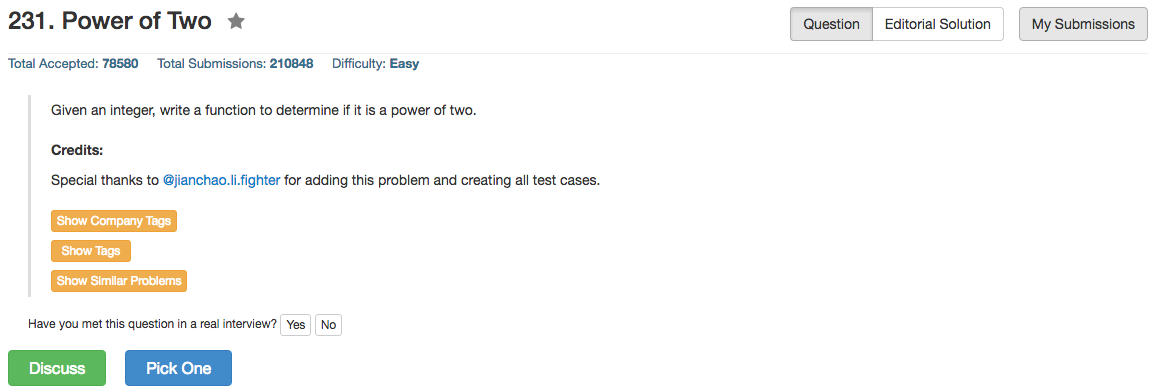 231. Power of Two
Question Editorial Solution My Submissions
Total Accepted: 78580 Total Submissions: 210848 Difficulty: Easy
Given an integer, write a function to determine if it is a power of two.
Credits:
Special thanks to @jianchao.li.fighter for adding this problem and creating all test cases.
Show Company Tags
Show Tags
Show Similar Problems
Have you met this question in a real interview? Yes No
Discuss Pick One